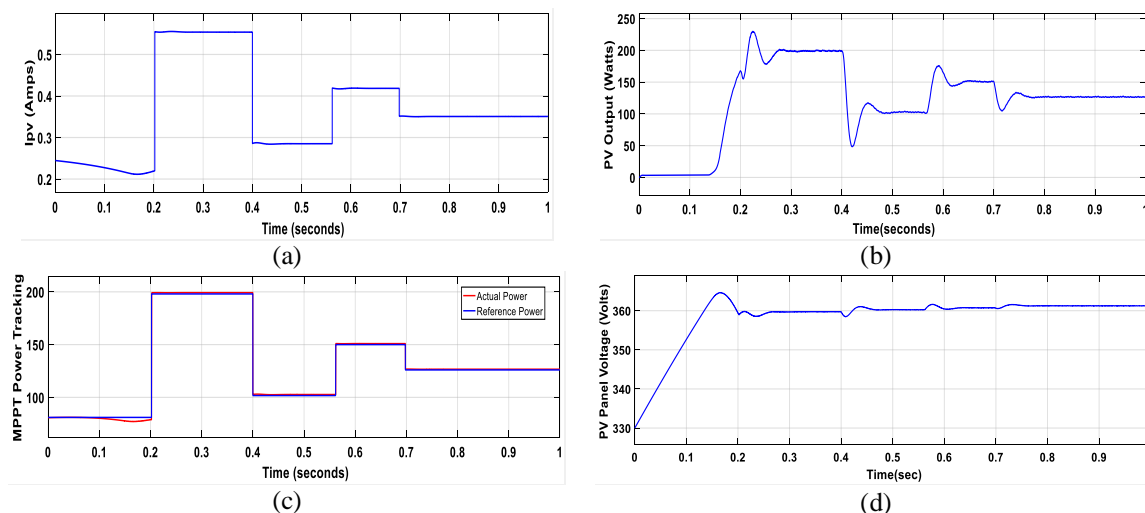 Ipv (Amps)
0.5
0.4
0.3
0.2
0 0.1 0.2 0.3 0.4 0.5 0.6 0.7 0.8 0.9 1
Time (seconds)
(a)
PV Output (Watts)
250
200
150
100
50
0
0 0.1 0.2 0.3 0.4 0.5 0.6 0.7 0.8 0.9 1
Time(seconds)
(b)
MPPT Power Tracking
200
150
100
Actual Power
Reference Power
0 0.1 0.2 0.3 0.4 0.5 0.6 0.7 0.8 0.9 1
Time (seconds)
(c)
PV Panel Voltage (Volts)
360
350
340
330
0 0.1 0.2 0.3 0.4 0.5 0.6 0.7 0.8 0.9
Time(sec)
(d)